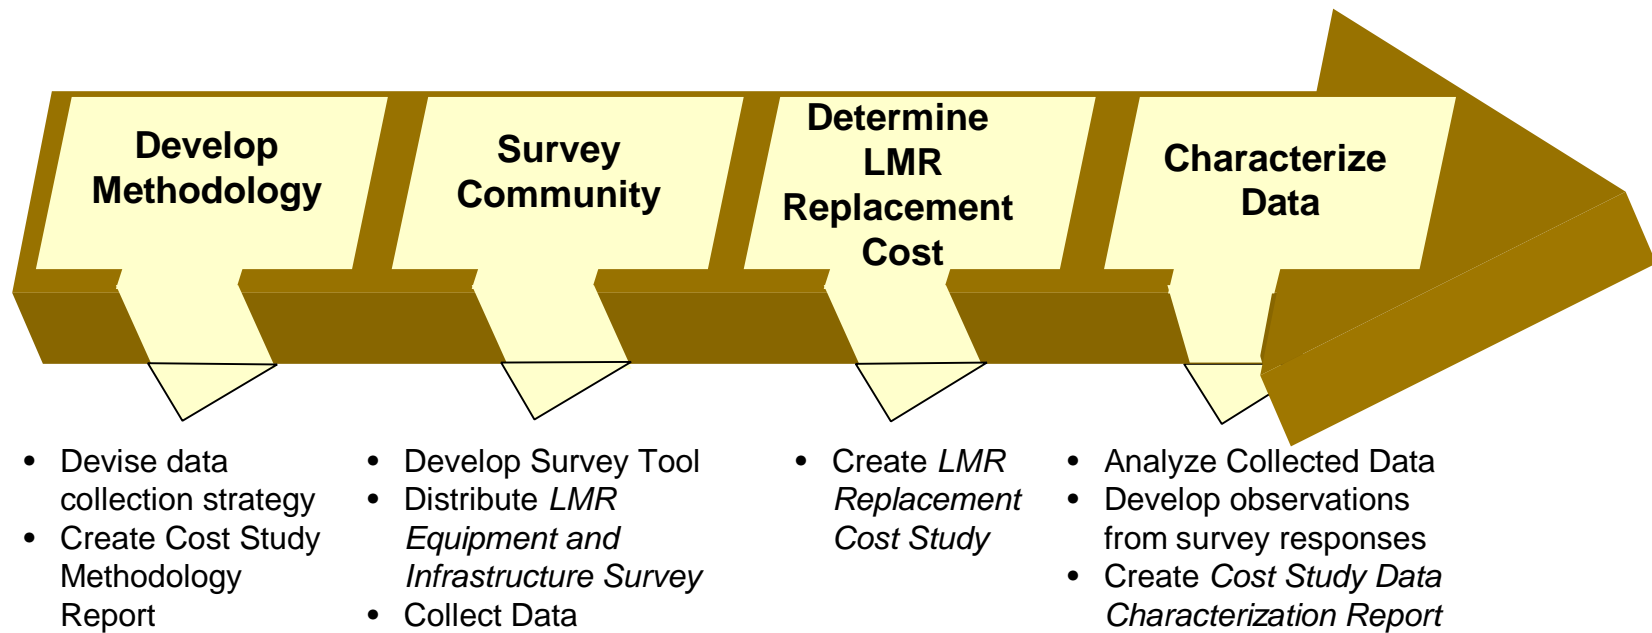 Develop
Methodology
Survey
Community
Determine
LMR
Replacement
Cost
Characterize
Data
• Devise data
collection strategy
• Create Cost Study
Methodology
Report
• Develop Survey Tool
• Distribute LMR
Equipment and
Infrastructure Survey
• Collect Data
• Create LMR
Replacement
Cost Study
• Analyze Collected Data
• Develop observations
from survey responses
• Create Cost Study Data
Characterization Report